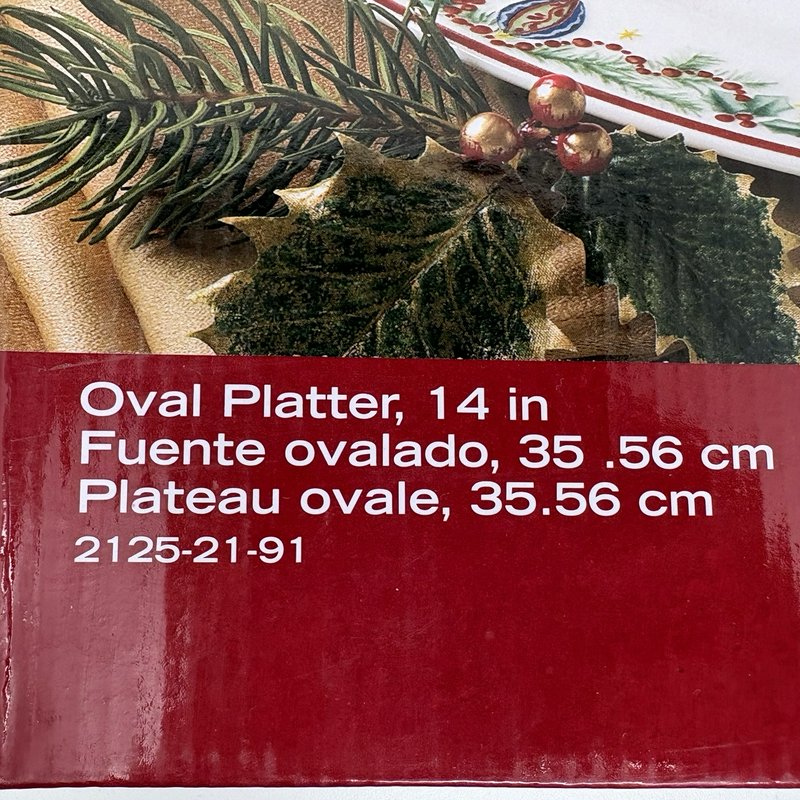 Oval Platter, 14 in
Fuente ovalado, 35 .56 cm
Plateau ovale, 35.56 cm
2125-21-91